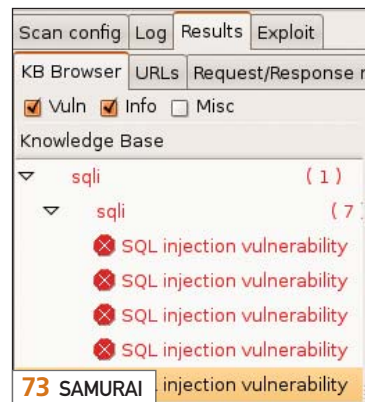 Scan config Log Results Exploit
KB Browser URLs Request/Response
Vuln Info Misc
Knowledge Base
sqli ( 1 )
sqli ( 7
SQL injection vulnerability
SQL injection vulnerability
SQL injection vulnerability
SQL injection vulnerability
73 SAMURAI injection vulnerability